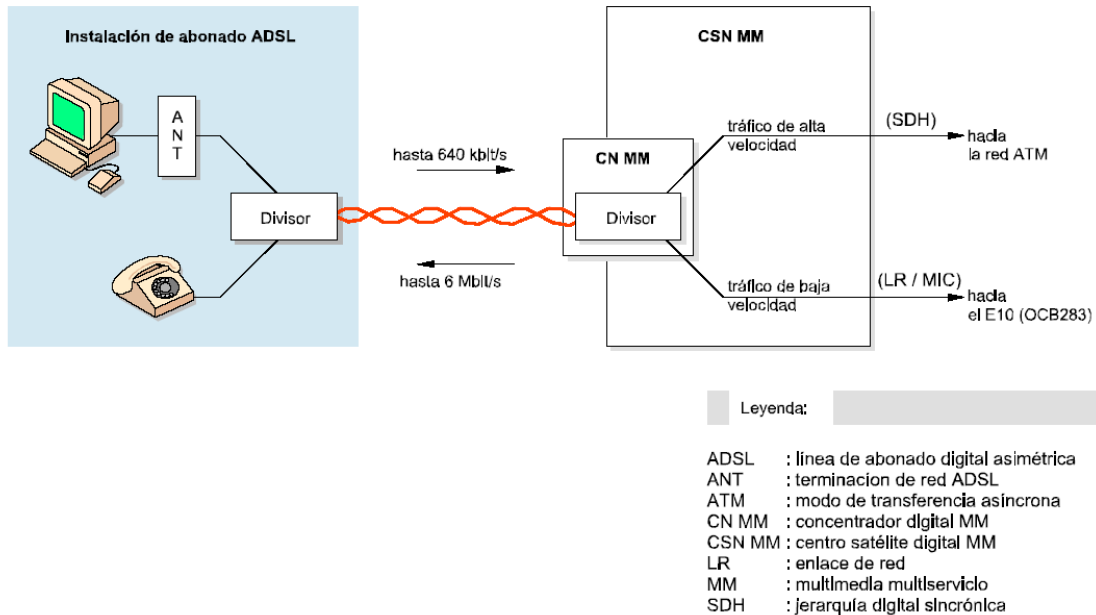 Instalación de abonado ADSL
CSN MM
A
N
T
Divisor
hasta 640 kbit/s
hasta 6 Mbit/s
CN MM
Divisor
tráfico de alta
velocidad
(SDH)
hacia
la red ATM
tráfico de baja
velocidad
(LR / MIC)
hacia
el E10 (OCB283)
Leyenda:
ADSL : línea de abonado digital asimétrica
ANT : terminacíon de red ADSL
ATM : modo de transferencia asíncrona
CN MM : concentrador digital MM
CSN MM : centro satélite digital MM
LR : enlace de red
MM : multimedia multiservicio
SDH : jerarquía digital sincrónica